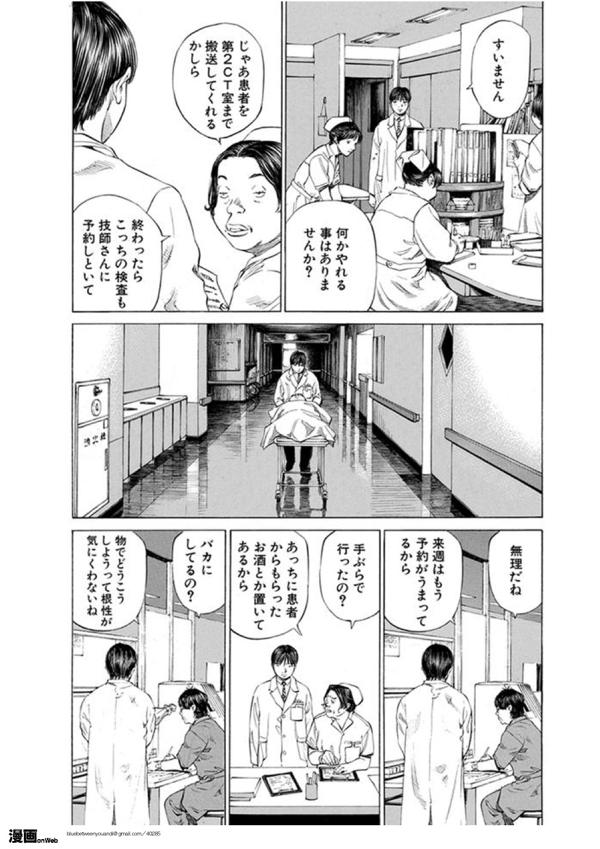 すいません
何かやれる
事はありま
せんか?
じゃあ患者を
第2CT室まで
搬送してくれる
かしら
終わったら
こっちの検査も
技師さんに
予約しといて
消火栓
無理だね
来週はもう
予約がうまって
るから
手ぶらで
行ったの?
あっちに患者
からもらった
お酒とか置いて
あるから
バカに
してるの?
物でどうこう
しようって根性が
気にくわないね
漫画 on Web
bluebetweenyouandi@gmail.com/40285